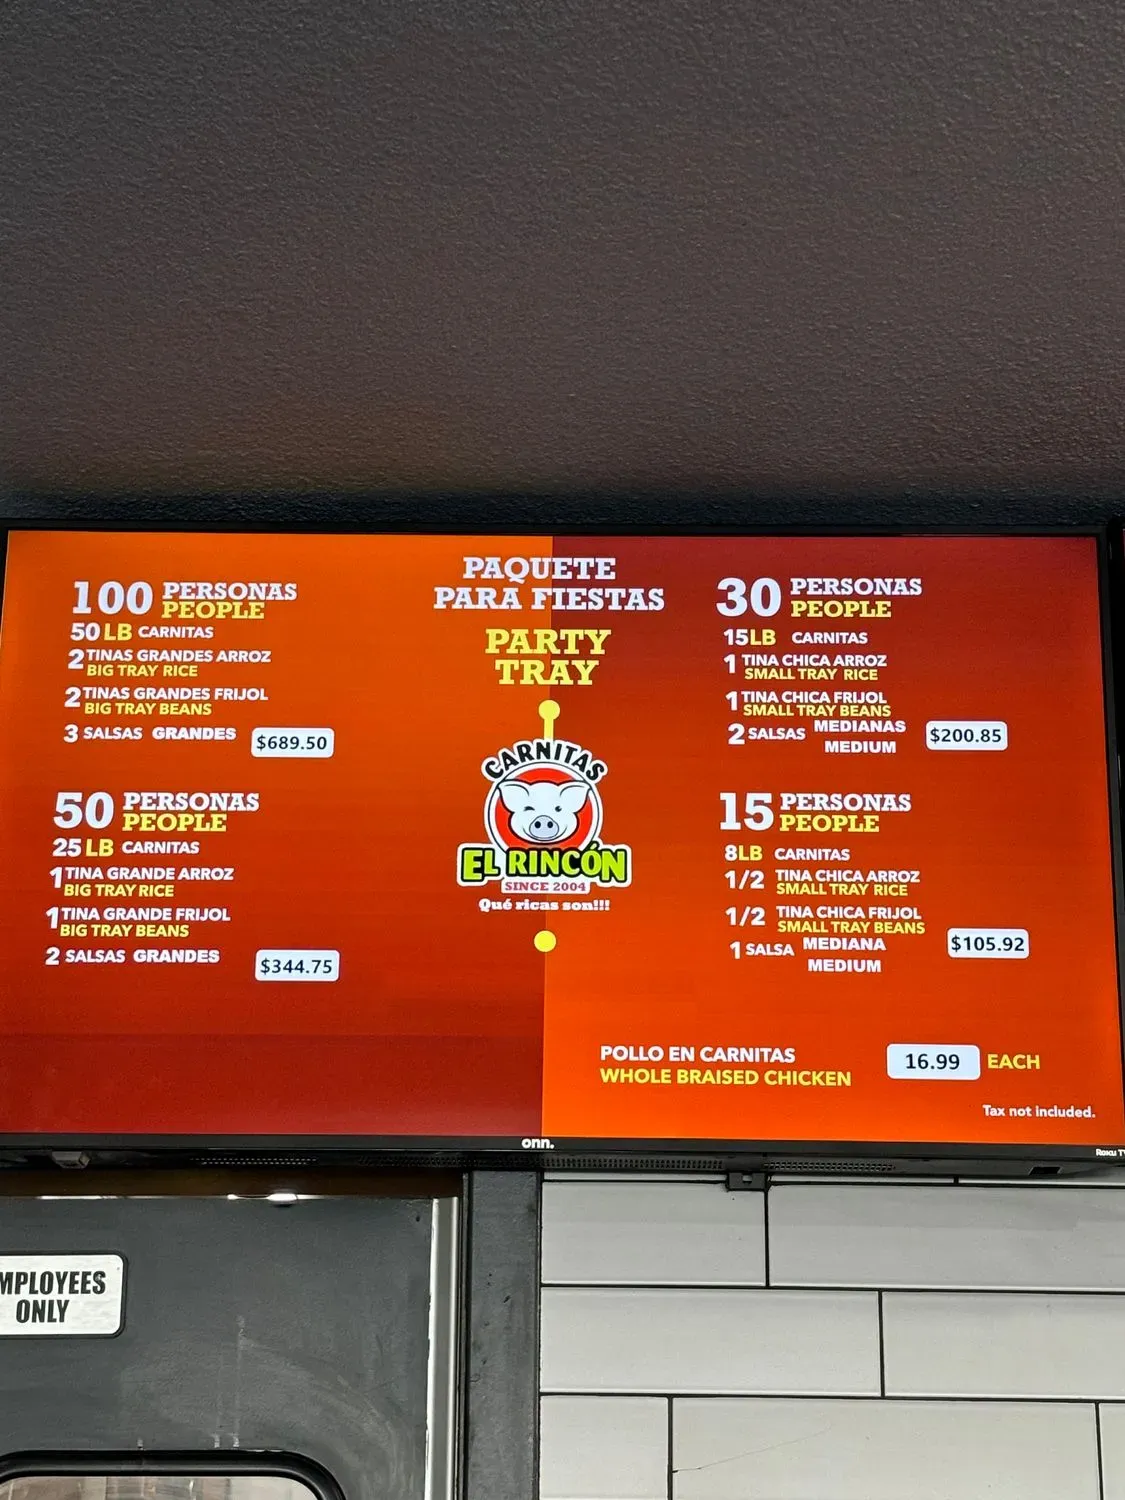 PAQUETE
PARA FIESTAS
PARTY
TRAY
100 PERSONAS
PEOPLE
50 LB CARNITAS
2 TINAS GRANDES ARROZ
BIG TRAY RICE
2 TINAS GRANDES FRIJOL
BIG TRAY BEANS
3 SALSAS GRANDES $689.50
50 PERSONAS
PEOPLE
25 LB CARNITAS
1 TINA GRANDE ARROZ
BIG TRAY RICE
1 TINA GRANDE FRIJOL
BIG TRAY BEANS
2 SALSAS GRANDES $344.75
CARNITAS
EL RINCÓN
SINCE 2004
Qué ricas son!!!
30 PERSONAS
PEOPLE
15LB CARNITAS
1 TINA CHICA ARROZ
SMALL TRAY RICE
1 TINA CHICA FRIJOL
SMALL TRAY BEANS
2 SALSAS MEDIANAS
MEDIUM $200.85
15 PERSONAS
PEOPLE
8LB CARNITAS
1/2 TINA CHICA ARROZ
SMALL TRAY RICE
1/2 TINA CHICA FRIJOL
SMALL TRAY BEANS
1 SALSA MEDIANA
MEDIUM $105.92
POLLO EN CARNITAS
WHOLE BRAISED CHICKEN 16.99 EACH
Tax not included.
onn.
Roku TV
MPLOYEES
ONLY